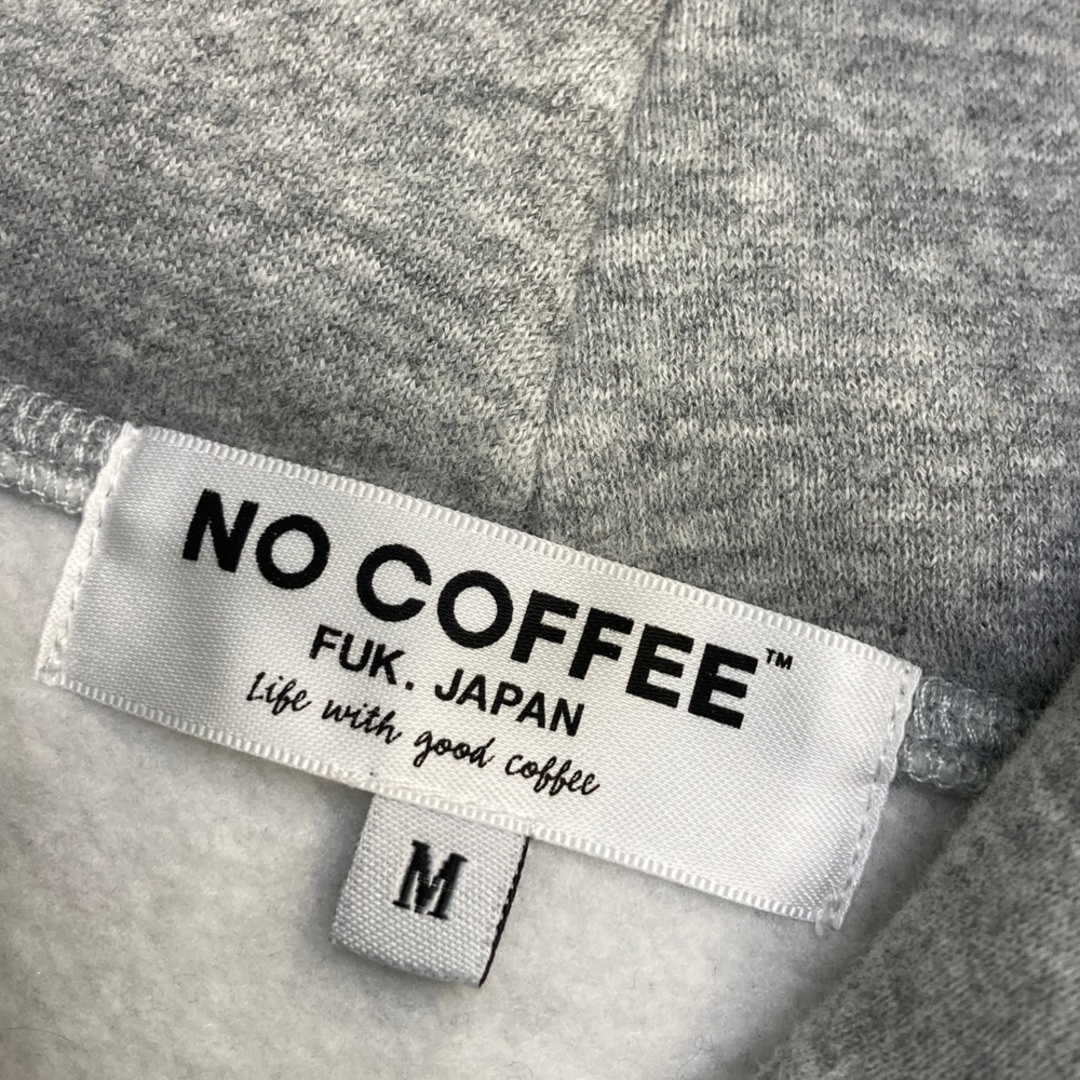 NO COFFEE™
FUK. JAPAN
Life with good coffee
M